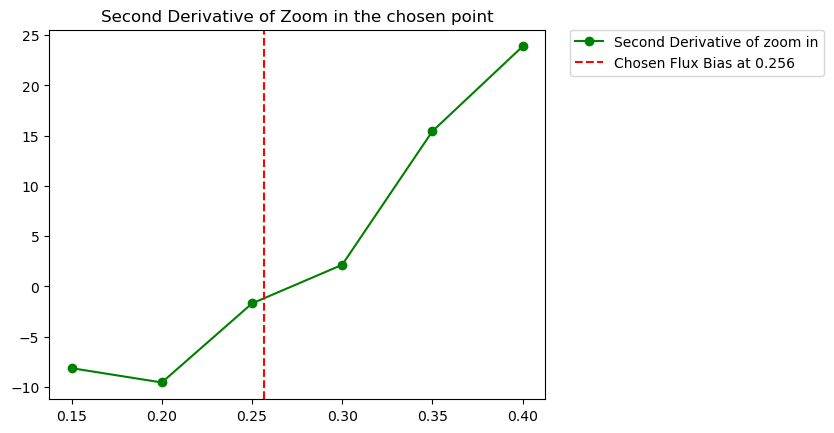 Second Derivative of Zoom in the chosen point
25
20
15
10
5
0
−5
−10
0.15 0.20 0.25 0.30 0.35 0.40
Second Derivative of zoom in
Chosen Flux Bias at 0.256